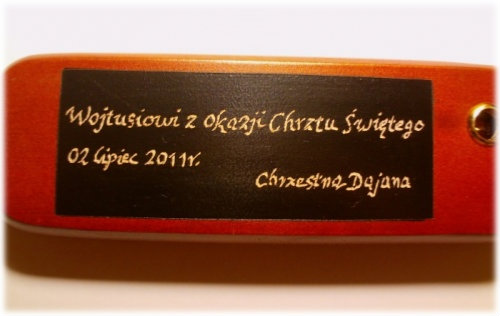 Wojtusiowi z Okazji Chrztu Świętego
02 lipiec 2011r.
Chrzestna Dajana